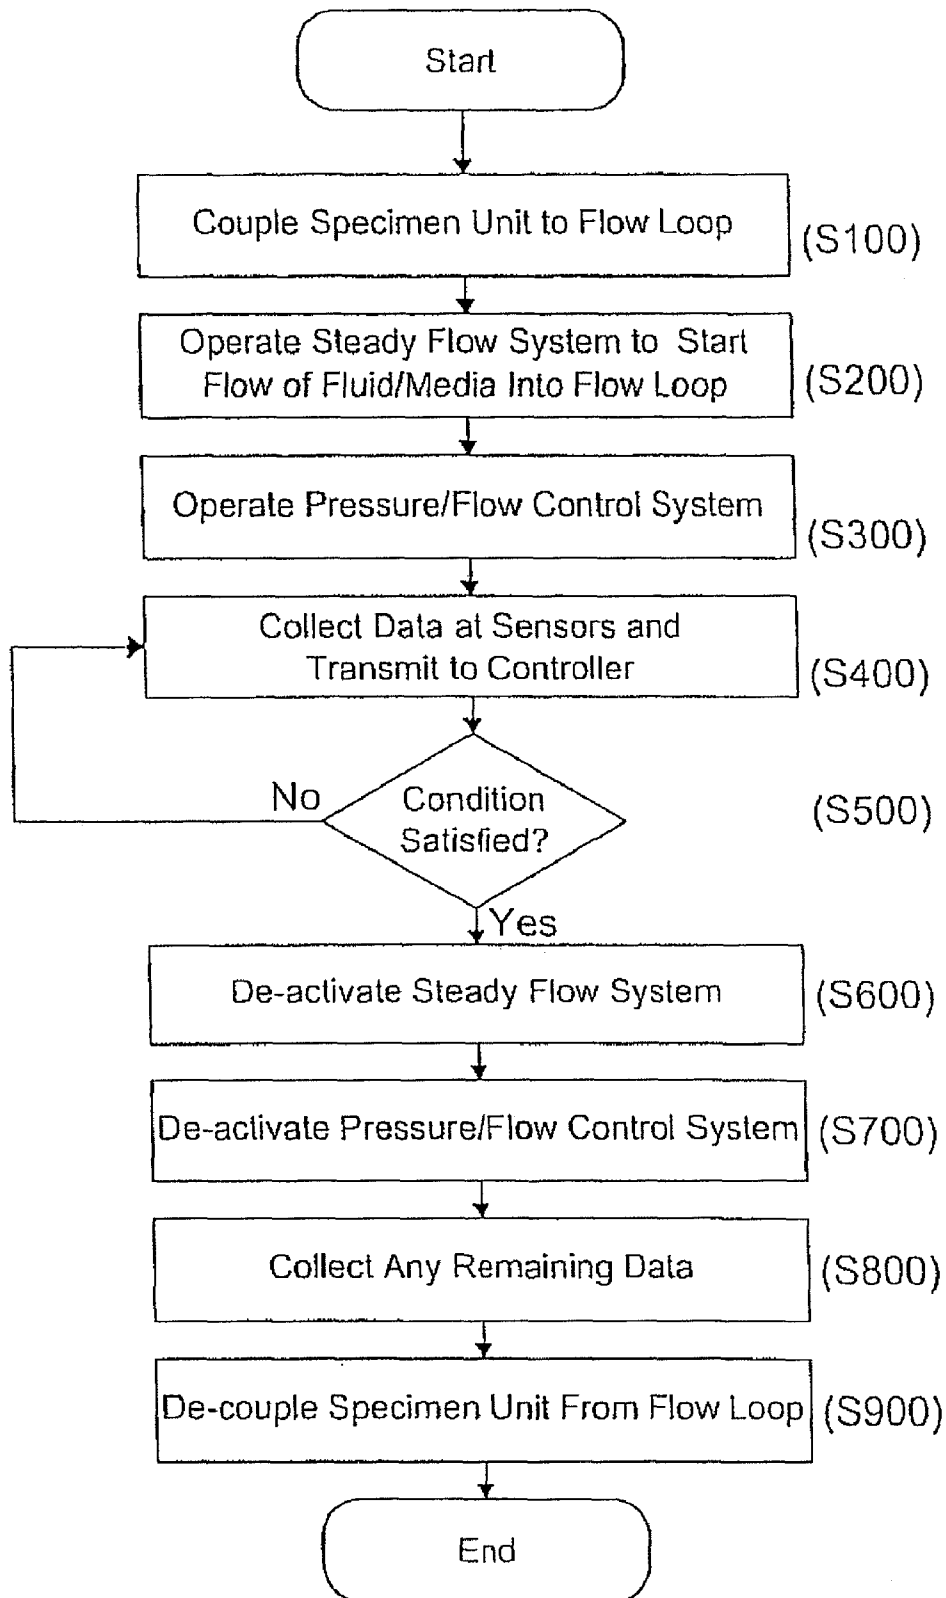 Start
Couple Specimen Unit to Flow Loop
(S100)
Operate Steady Flow System to Start
Flow of Fluid/Media Into Flow Loop
(S200)
Operate Pressure/Flow Control System
(S300)
Collect Data at Sensors and
Transmit to Controller
(S400)
No
Condition
Satisfied?
(S500)
Yes
De-activate Steady Flow System
(S600)
De-activate Pressure/Flow Control System
(S700)
Collect Any Remaining Data
(S800)
De-couple Specimen Unit From Flow Loop
(S900)
End